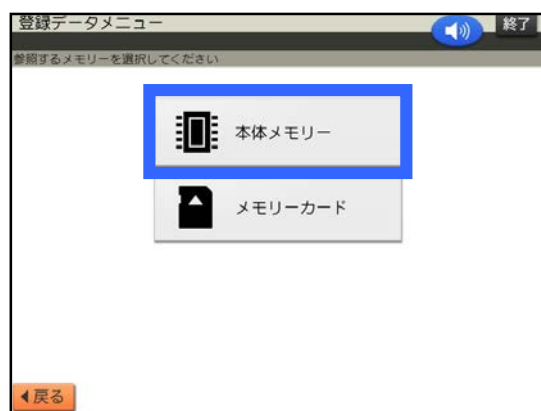 登録データメニュー
終了
参照するメモリーを選択してください
本体メモリー
メモリーカード
戻る